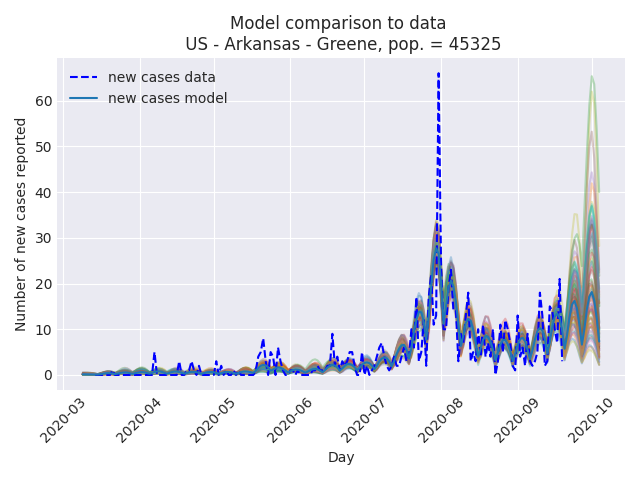 Model comparison to data
US - Arkansas - Greene, pop. = 45325
new cases data
new cases model
Number of new cases reported
60
50
40
30
20
10
0
2020-03
2020-04
2020-05
2020-06
2020-07
2020-08
2020-09
2020-10
Day